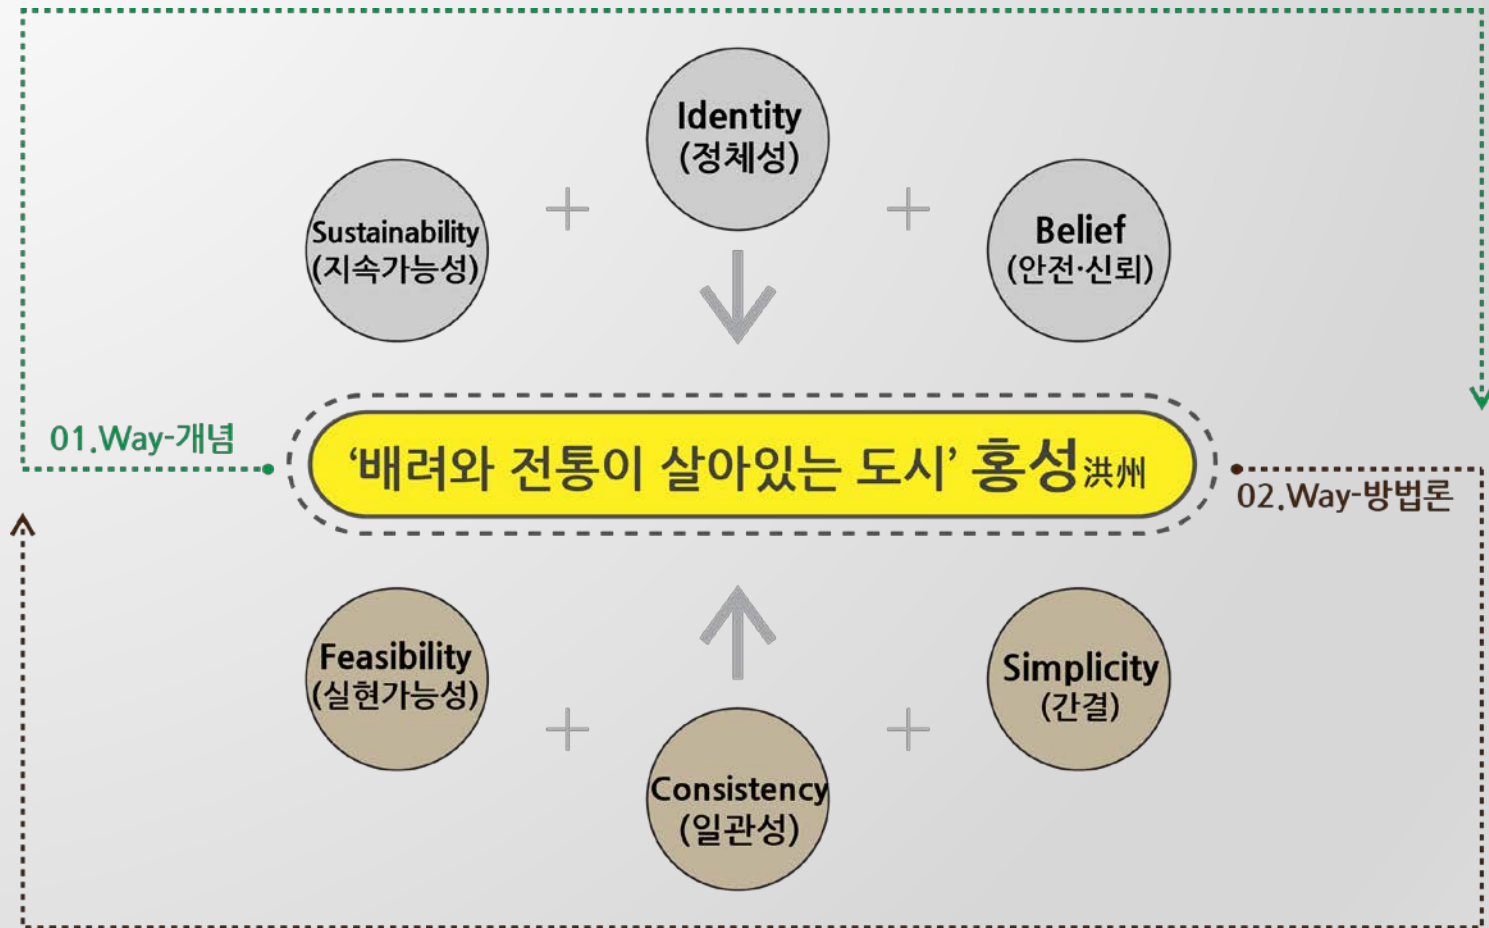 Identity
(정체성)
Sustainability
(지속가능성)
Belief
(안전·신뢰)
01.Way-개념
‘배려와 전통이 살아있는 도시’ 홍성洪州
02.Way-방법론
Feasibility
(실현가능성)
Simplicity
(간결)
Consistency
(일관성)